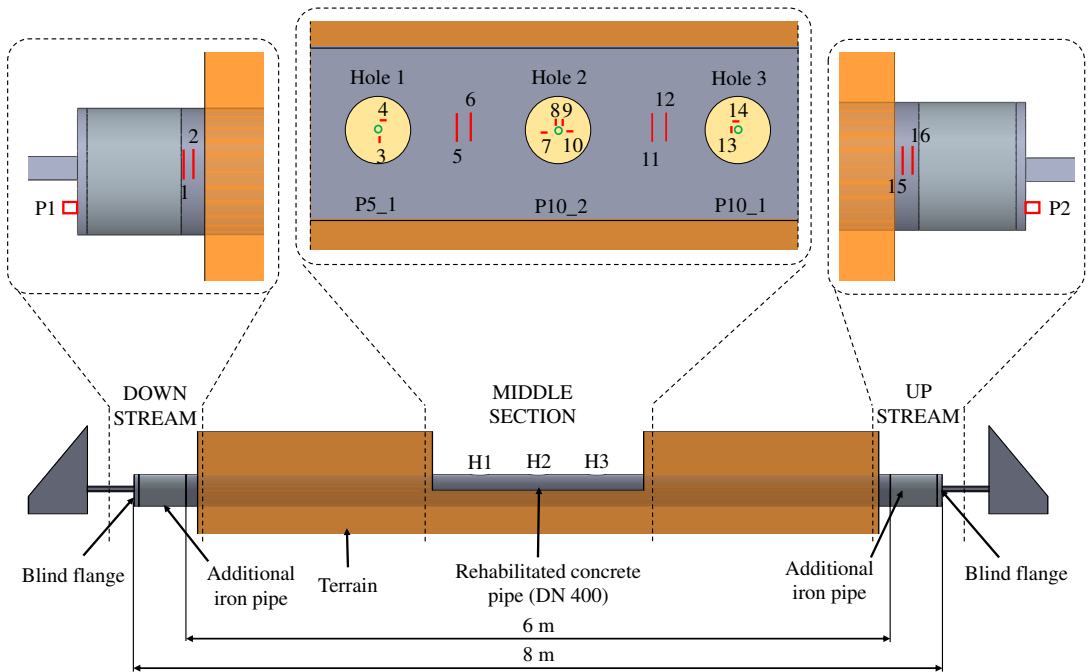 Hole 1
Hole 2
Hole 3
4
3
6
5
8 9
7
10
12
11
14
13
P5_1
P10_2
P10_1
2
1
P1
16
15
P2
DOWN
STREAM
MIDDLE
SECTION
UP
STREAM
H1
H2
H3
Blind flange
Additional
iron pipe
Terrain
Rehabilitated concrete
pipe (DN 400)
Additional
iron pipe
Blind flange
6 m
8 m